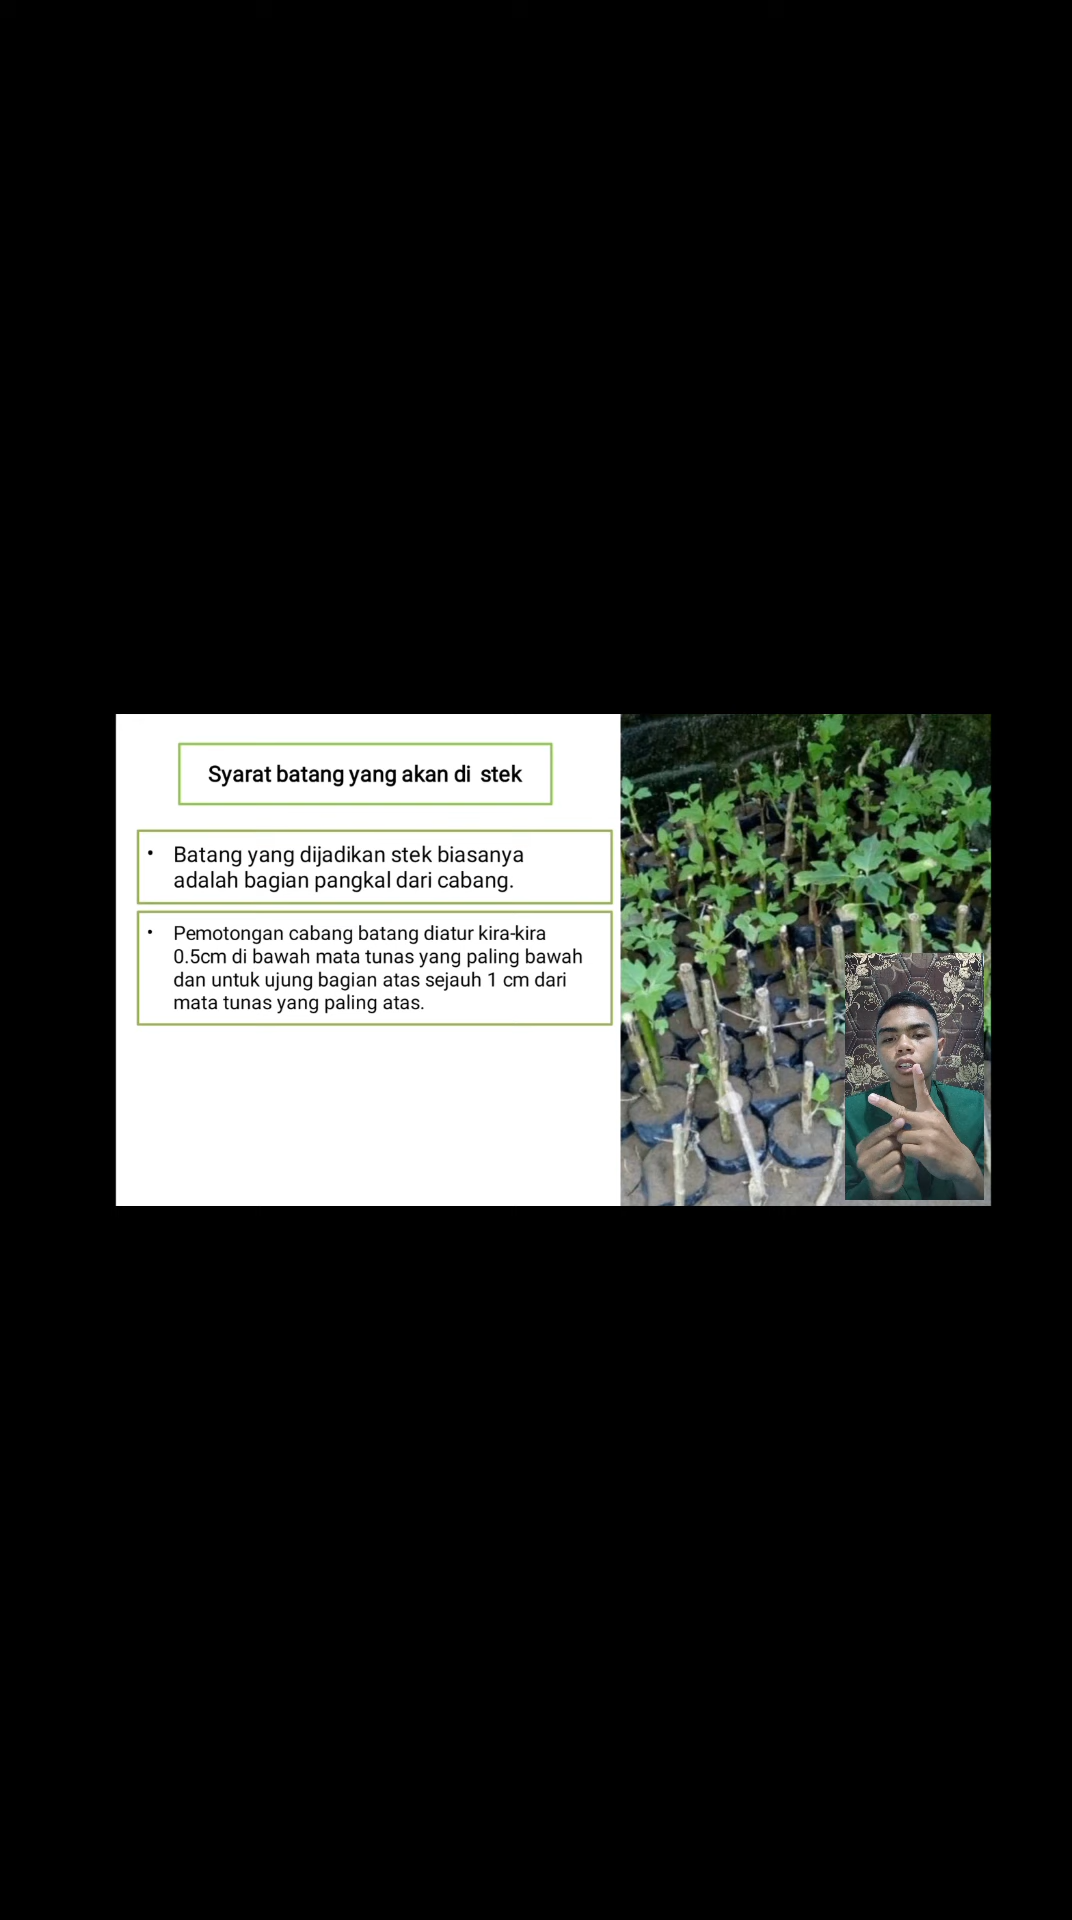 Syarat batang yang akan di stek
• Batang yang dijadikan stek biasanya
adalah bagian pangkal dari cabang.
• Pemotongan cabang batang diatur kira-kira
0.5cm di bawah mata tunas yang paling bawah
dan untuk ujung bagian atas sejauh 1 cm dari
mata tunas yang paling atas.